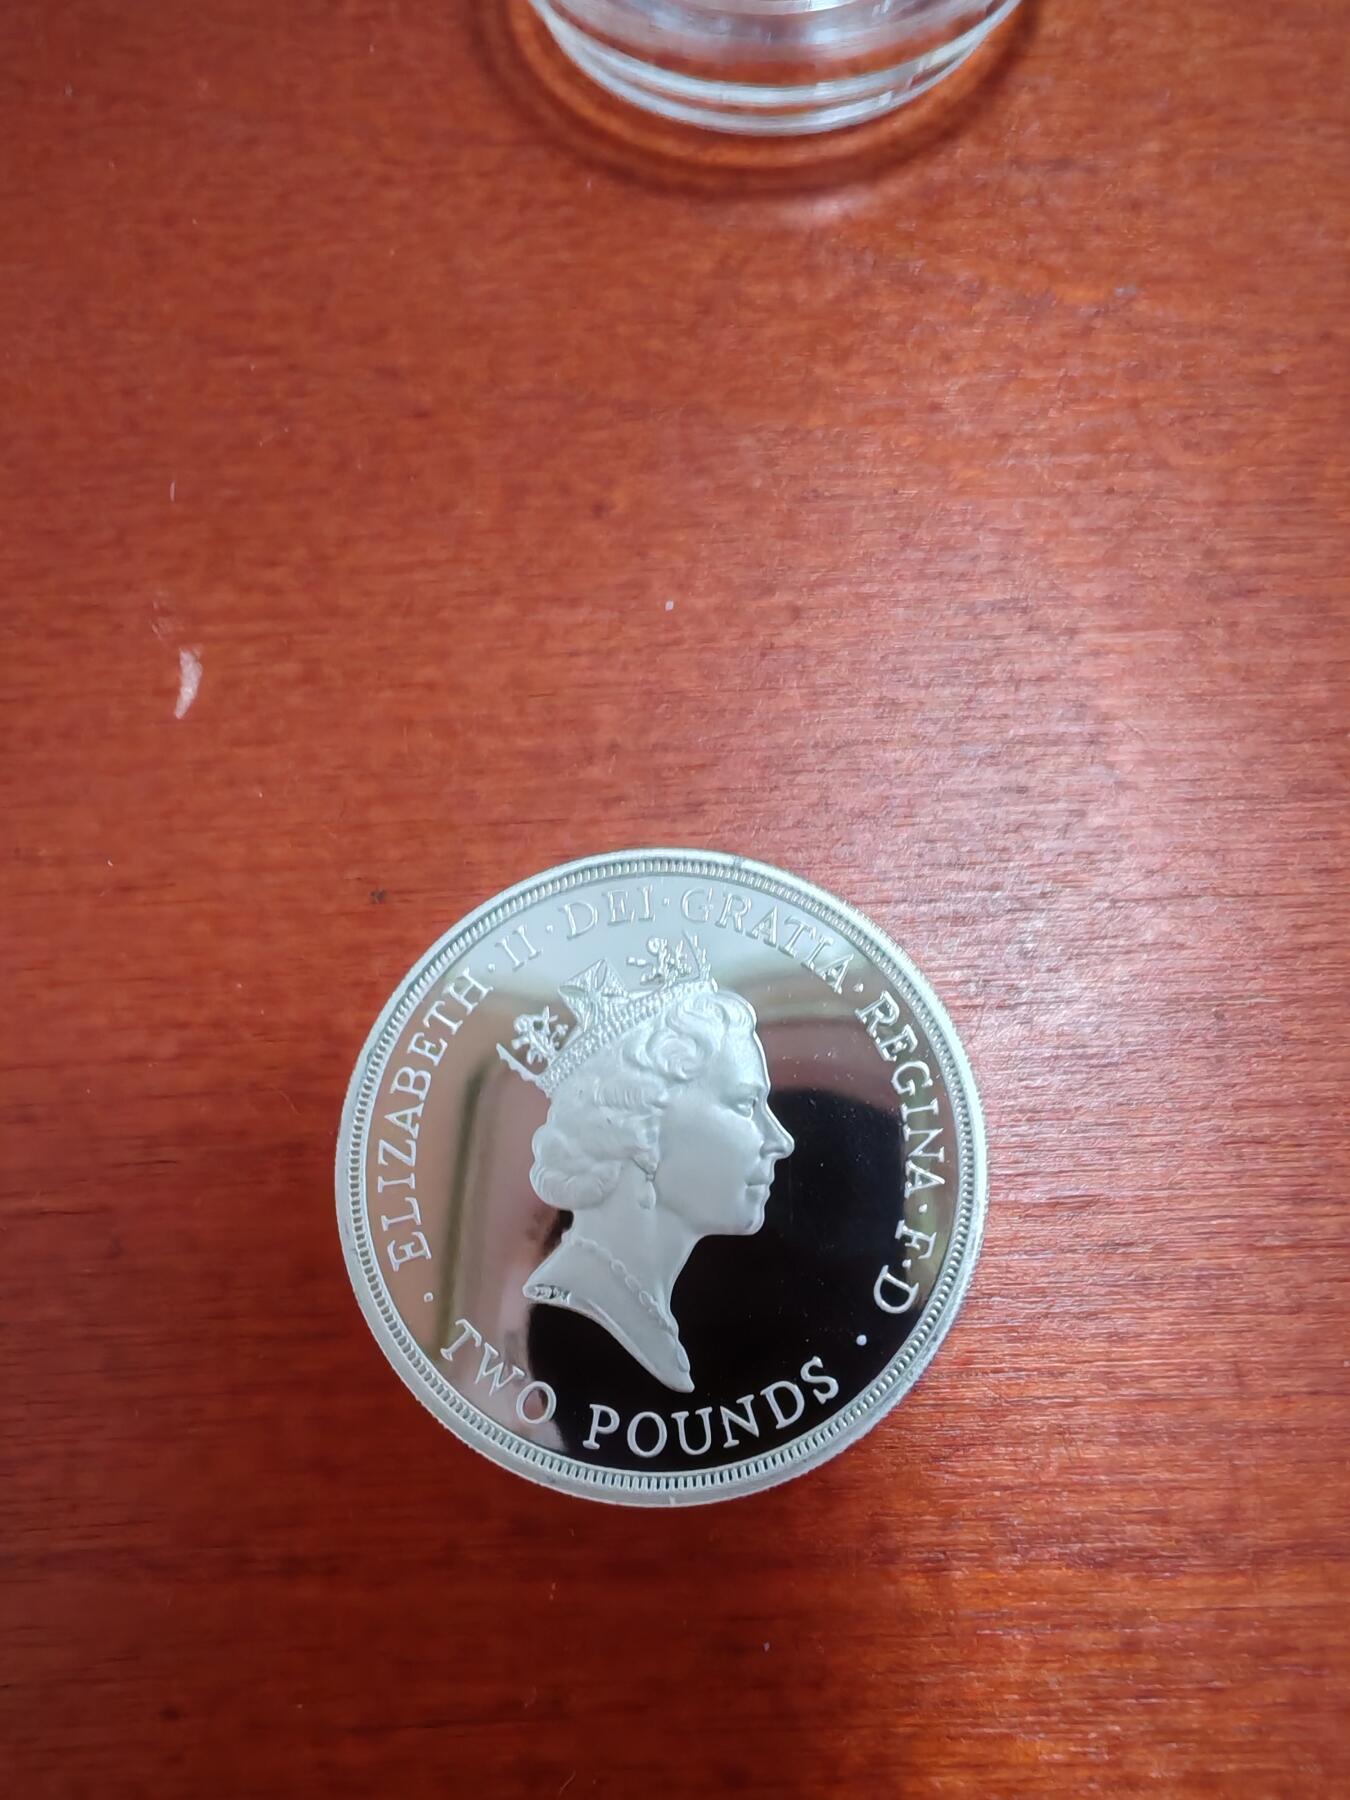 · ELIZABETH · II · DEI · GRATIA · REGINA · F · D ·
TWO POUNDS